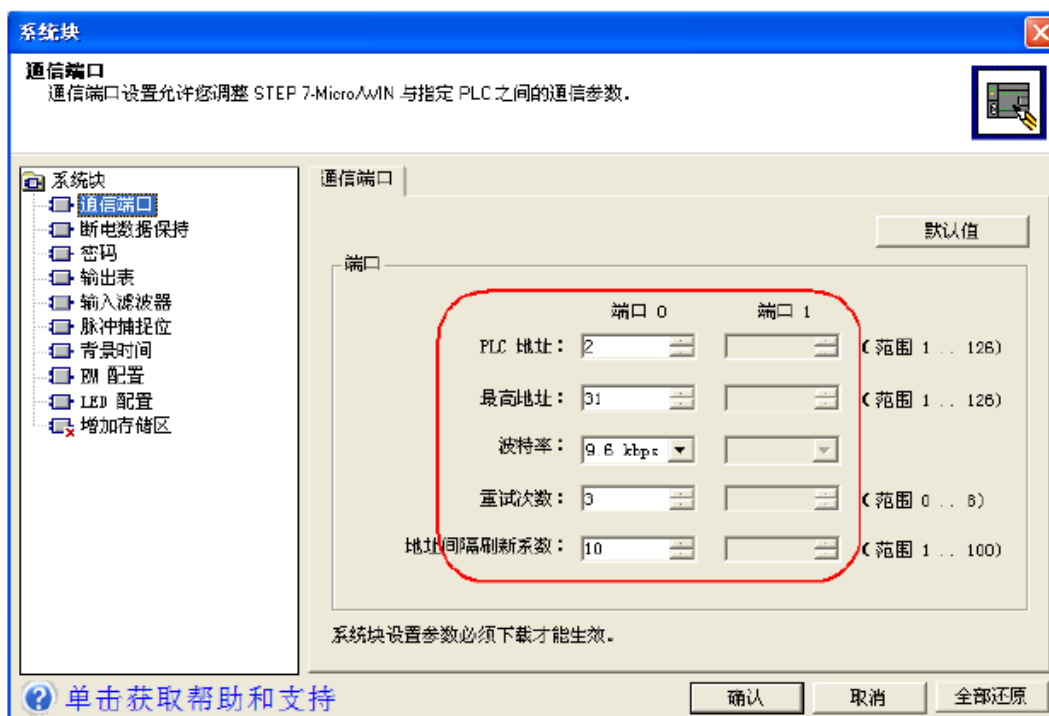 系统块
通信端口
通信端口设置允许您调整 STEP 7-Micro/WIN 与指定 PLC 之间的通信参数.
系统块
通信端口
断电数据保持
密码
输出表
输入滤波器
脉冲捕捉位
背景时间
EM 配置
LED 配置
增加存储区
通信端口
默认值
端口
端口 0 端口 1
PLC 地址: 2 (范围 1 .. 126)
最高地址: 31 (范围 1 .. 126)
波特率: 9.6 kbps
重试次数: 3 (范围 0 .. 8)
地址间隔刷新系数: 10 (范围 1 .. 100)
系统块设置参数必须下载才能生效.
单击获取帮助和支持
确认 取消 全部还原